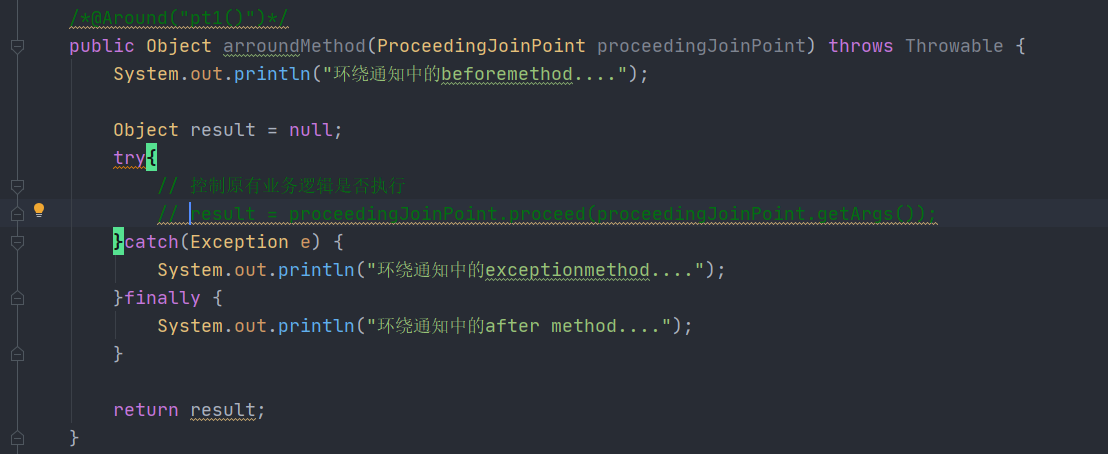 /*@Around("pt1()")*/
public Object arroundMethod(ProceedingJoinPoint proceedingJoinPoint) throws Throwable {
System.out.println("环绕通知中的beforemethod....");
Object result = null;
try{
// 控制原有业务逻辑是否执行
// result = proceedingJoinPoint.proceed(proceedingJoinPoint.getArgs());
}catch(Exception e) {
System.out.println("环绕通知中的exceptionmethod....");
}finally {
System.out.println("环绕通知中的after method....");
}
return result;
}